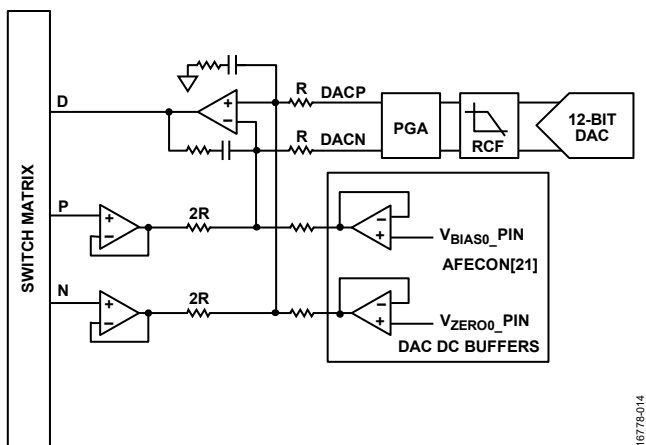 SWITCH MATRIX
D
P
N
+
−
R
DACP
R
DACN
PGA
RCF
12-BIT
DAC
+
−
2R
−
+
VBIAS0_PIN
AFECON[21]
+
−
2R
−
+
VZERO0_PIN
DAC DC BUFFERS
16778-014